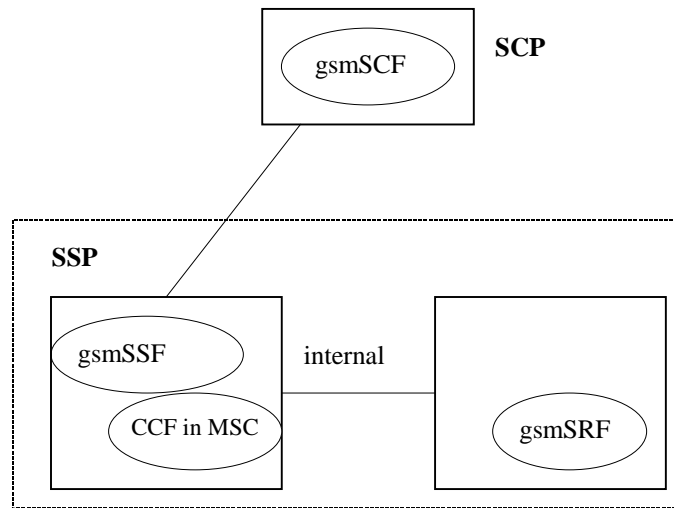 SCP
gsmSCF
SSP
gsmSSF
internal
CCF in MSC
gsmSRF